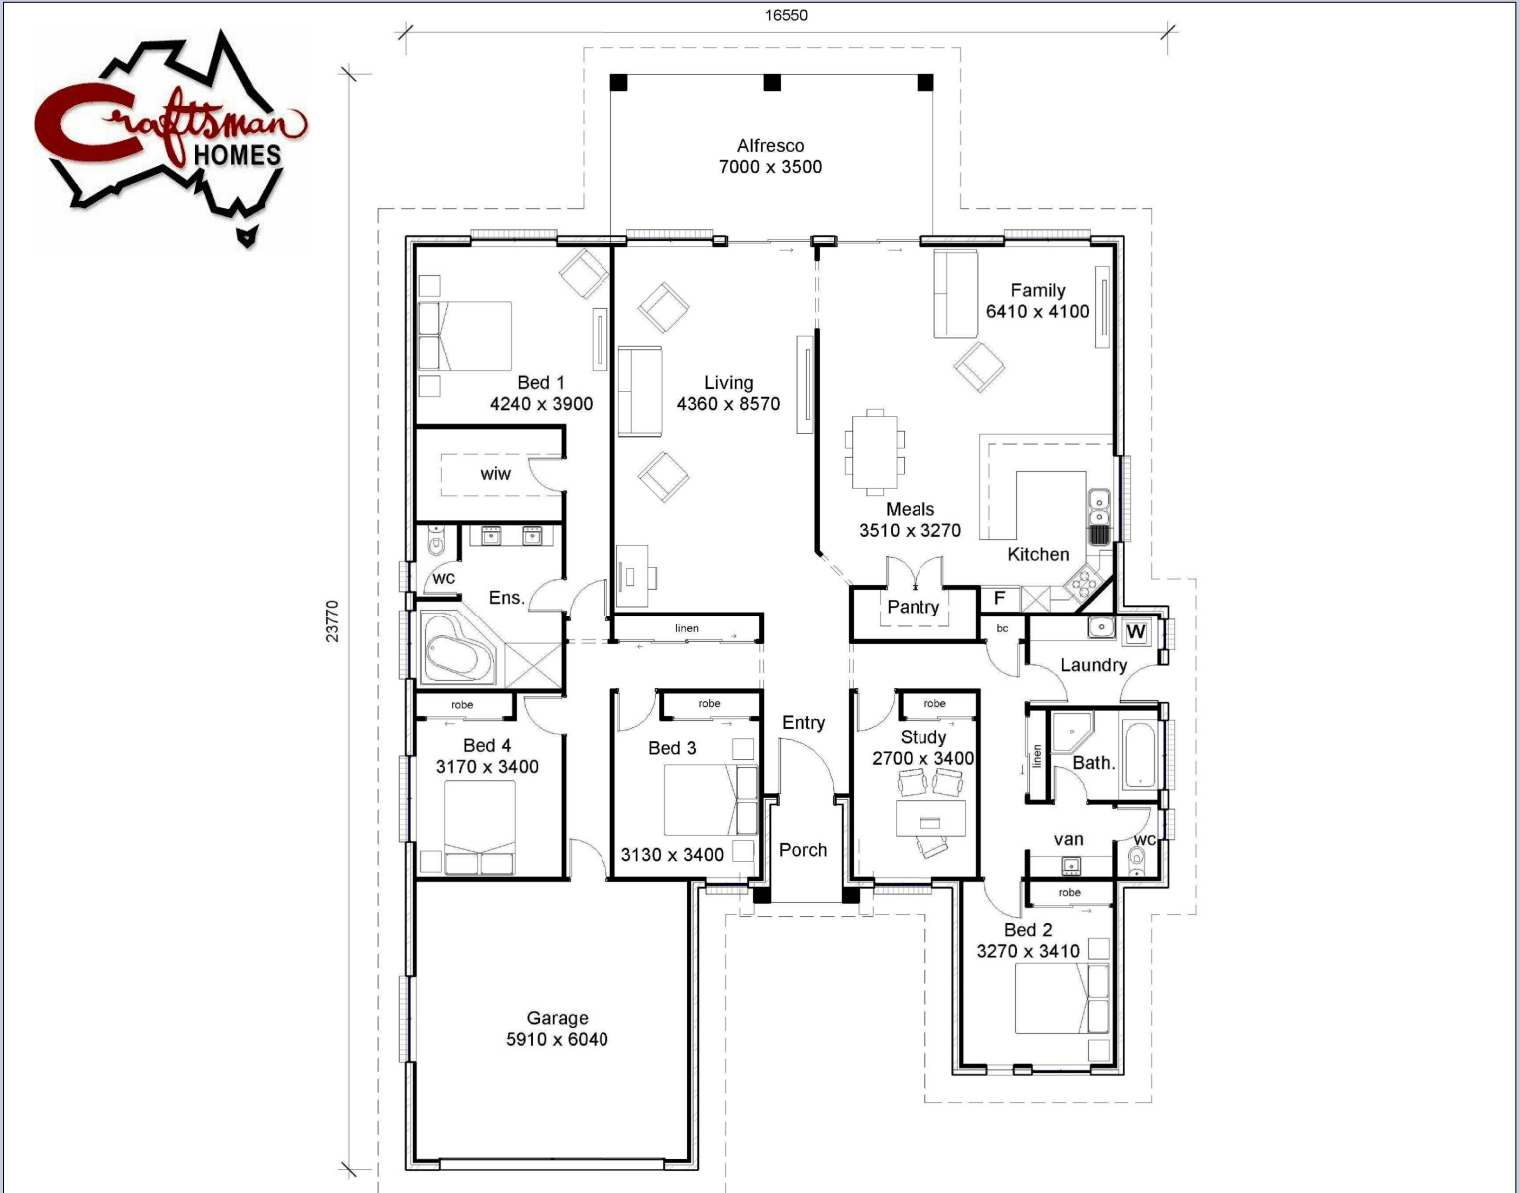 16550
Craftsman
HOMES
Alfresco
7000 x 3500
Family
6410 x 4100
Bed 1
4240 x 3900
Living
4360 x 8570
wiw
Meals
3510 x 3270
Kitchen
wc
Ens.
Pantry
F
23770
linen
bc
W
Laundry
robe
robe
robe
Entry
Bed 4
3170 x 3400
Bed 3
Study
2700 x 3400
linen
Bath.
3130 x 3400
Porch
van
wc
robe
Bed 2
3270 x 3410
Garage
5910 x 6040